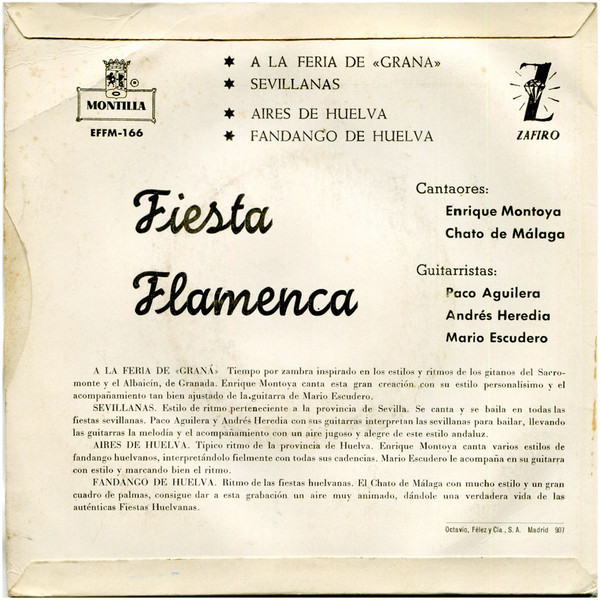 MONTILLA
EFFM-166
★ A LA FERIA DE «GRANA»
★ SEVILLANAS
★ AIRES DE HUELVA
★ FANDANGO DE HUELVA
ZAFIRO
Fiesta
Flamenca
Cantaores:
Enrique Montoya
Chato de Málaga
Guitarristas:
Paco Aguilera
Andrés Heredia
Mario Escudero
A LA FERIA DE «GRANÁ» Tiempo por zambra inspirado en los estilos y ritmos de los gitanos del Sacro-
monte y el Albaicín, de Granada. Enrique Montoya canta esta gran creación con su estilo personalísimo y el
acompañamiento tan bien ajustado de la guitarra de Mario Escudero.
SEVILLANAS. Estilo de ritmo perteneciente a la provincia de Sevilla. Se canta y se baila en todas las
fiestas sevillanas. Paco Aguilera y Andrés Heredia con sus guitarras interpretan las sevillanas para bailar, llevando
las guitarras la melodía y el acompañamiento con un aire jugoso y alegre de este estilo andaluz.
AIRES DE HUELVA. Típico ritmo de la provincia de Huelva. Enrique Montoya canta varios estilos de
fandango huelvanos, interpretándolo fielmente con todas sus cadencias. Mario Escudero le acompaña en su guitarra
con estilo y marcando bien el ritmo.
FANDANGO DE HUELVA. Ritmo de las fiestas huelvanas. El Chato de Málaga con mucho estilo y un gran
cuadro de palmas, consigue dar a esta grabación un aire muy animado, dándole una verdadera vida de las
auténticas Fiestas Huelvanas.
Octavio, Félez y Cía., S. A. Madrid 907